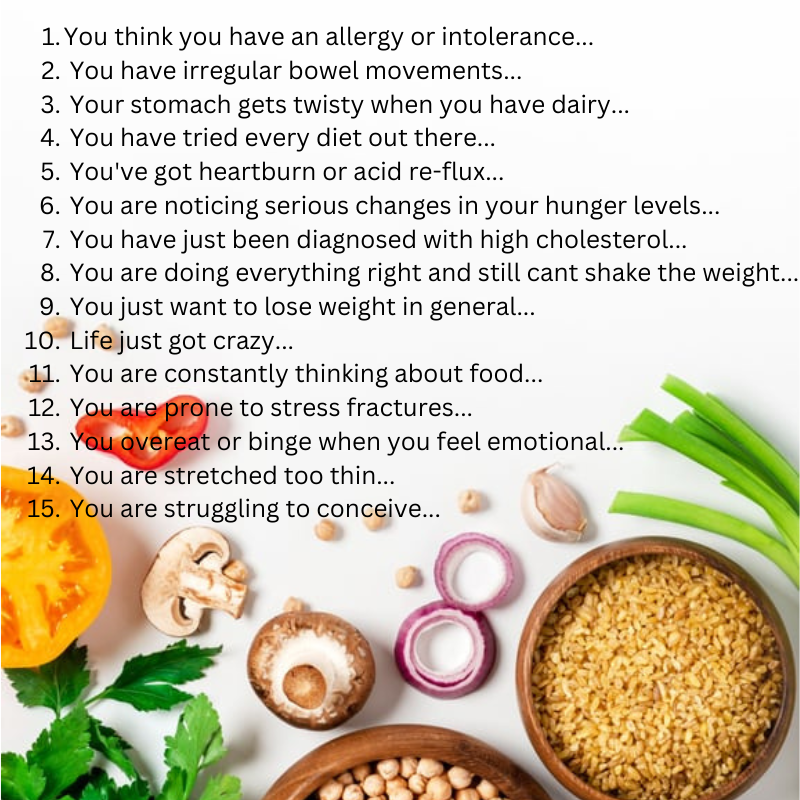 1. You think you have an allergy or intolerance...
2. You have irregular bowel movements...
3. Your stomach gets twisty when you have dairy...
4. You have tried every diet out there...
5. You've got heartburn or acid re-flux...
6. You are noticing serious changes in your hunger levels...
7. You have just been diagnosed with high cholesterol...
8. You are doing everything right and still cant shake the weight...
9. You just want to lose weight in general...
10. Life just got crazy...
11. You are constantly thinking about food...
12. You are prone to stress fractures...
13. You overeat or binge when you feel emotional...
14. You are stretched too thin...
15. You are struggling to conceive...